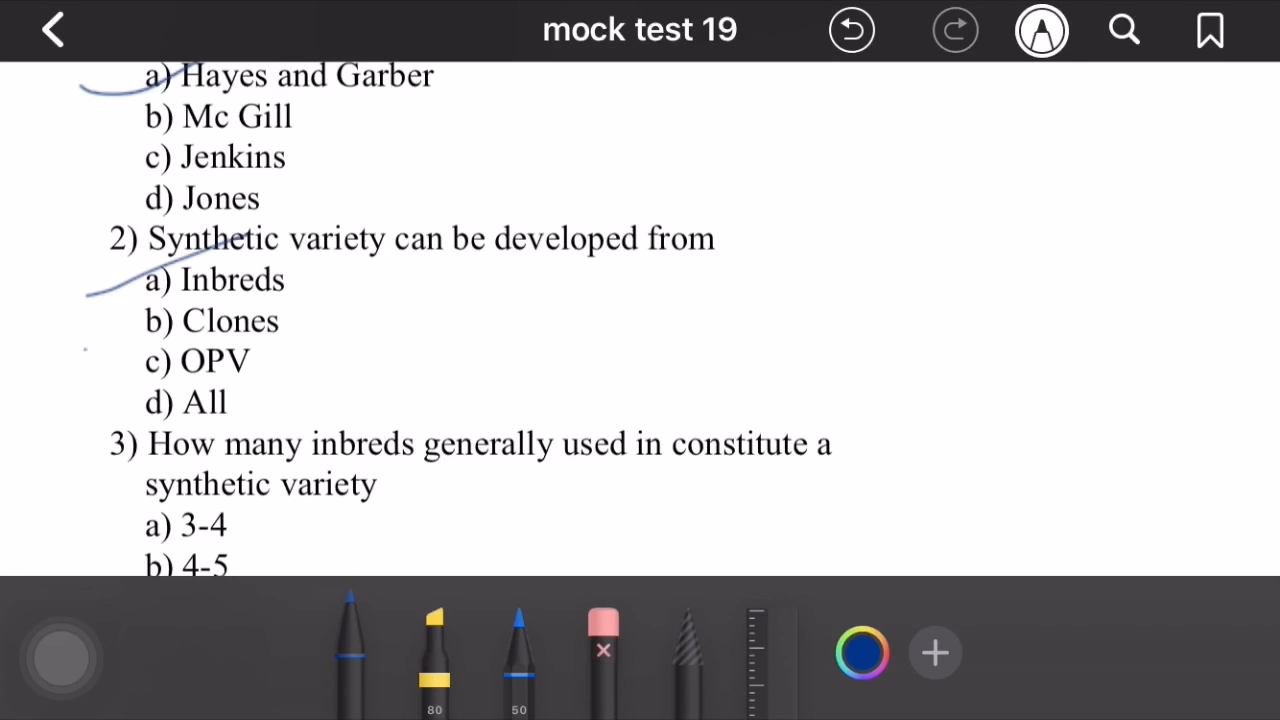 mock test 19
a) Hayes and Garber
b) Mc Gill
c) Jenkins
d) Jones
2) Synthetic variety can be developed from
a) Inbreds
b) Clones
c) OPV
d) All
3) How many inbreds generally used in constitute a
synthetic variety
a) 3-4
b) 4-5
80
50